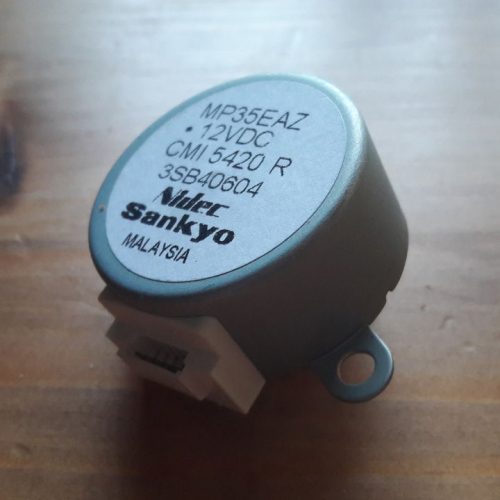 MP35EAZ
• 12VDC
CMI 5420 R
3SB40604
Nidec
Sankyo
MALAYSIA